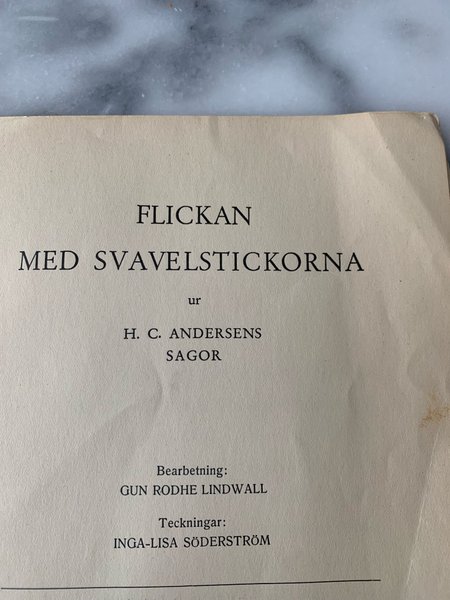 FLICKAN
MED SVAVELSTICKORNA
ur
H. C. ANDERSENS
SAGOR
Bearbetning:
GUN RODHE LINDWALL
Teckningar:
INGA-LISA SÖDERSTRÖM